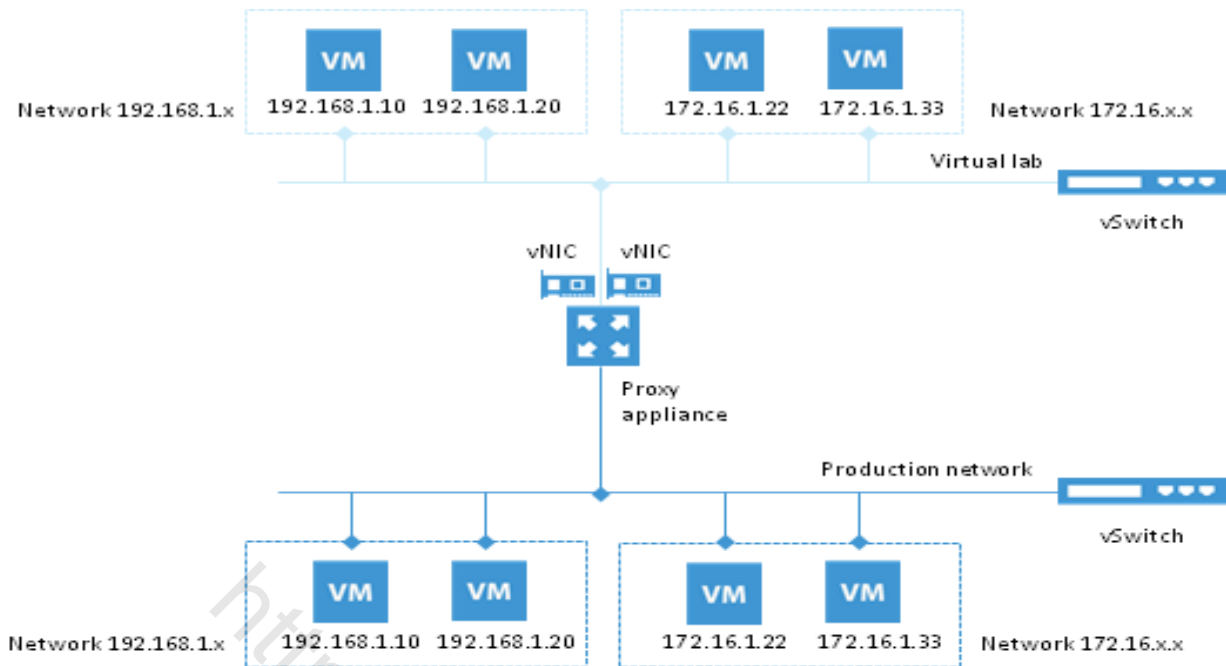 VM
VM
VM
VM
192.168.1.10
192.168.1.20
172.16.1.22
172.16.1.33
Network 192.168.1.x
Network 172.16.x.x
Virtual lab
vSwitch
vNIC
vNIC
Proxy
appliance
Production network
vSwitch
VM
VM
VM
VM
192.168.1.10
192.168.1.20
172.16.1.22
172.16.1.33
Network 192.168.1.x
Network 172.16.x.x